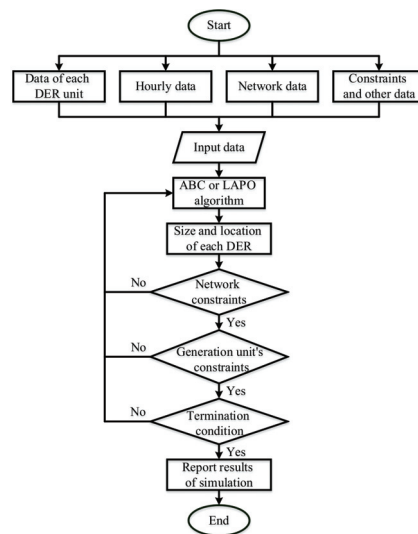 Start
Data of each
DER unit
Hourly data
Network data
Constraints
and other data
Input data
ABC or LAPO
algorithm
Size and location
of each DER
No
Network
constraints
Yes
No
Generation unit's
constraints
Yes
No
Termination
condition
Yes
Report results
of simulation
End